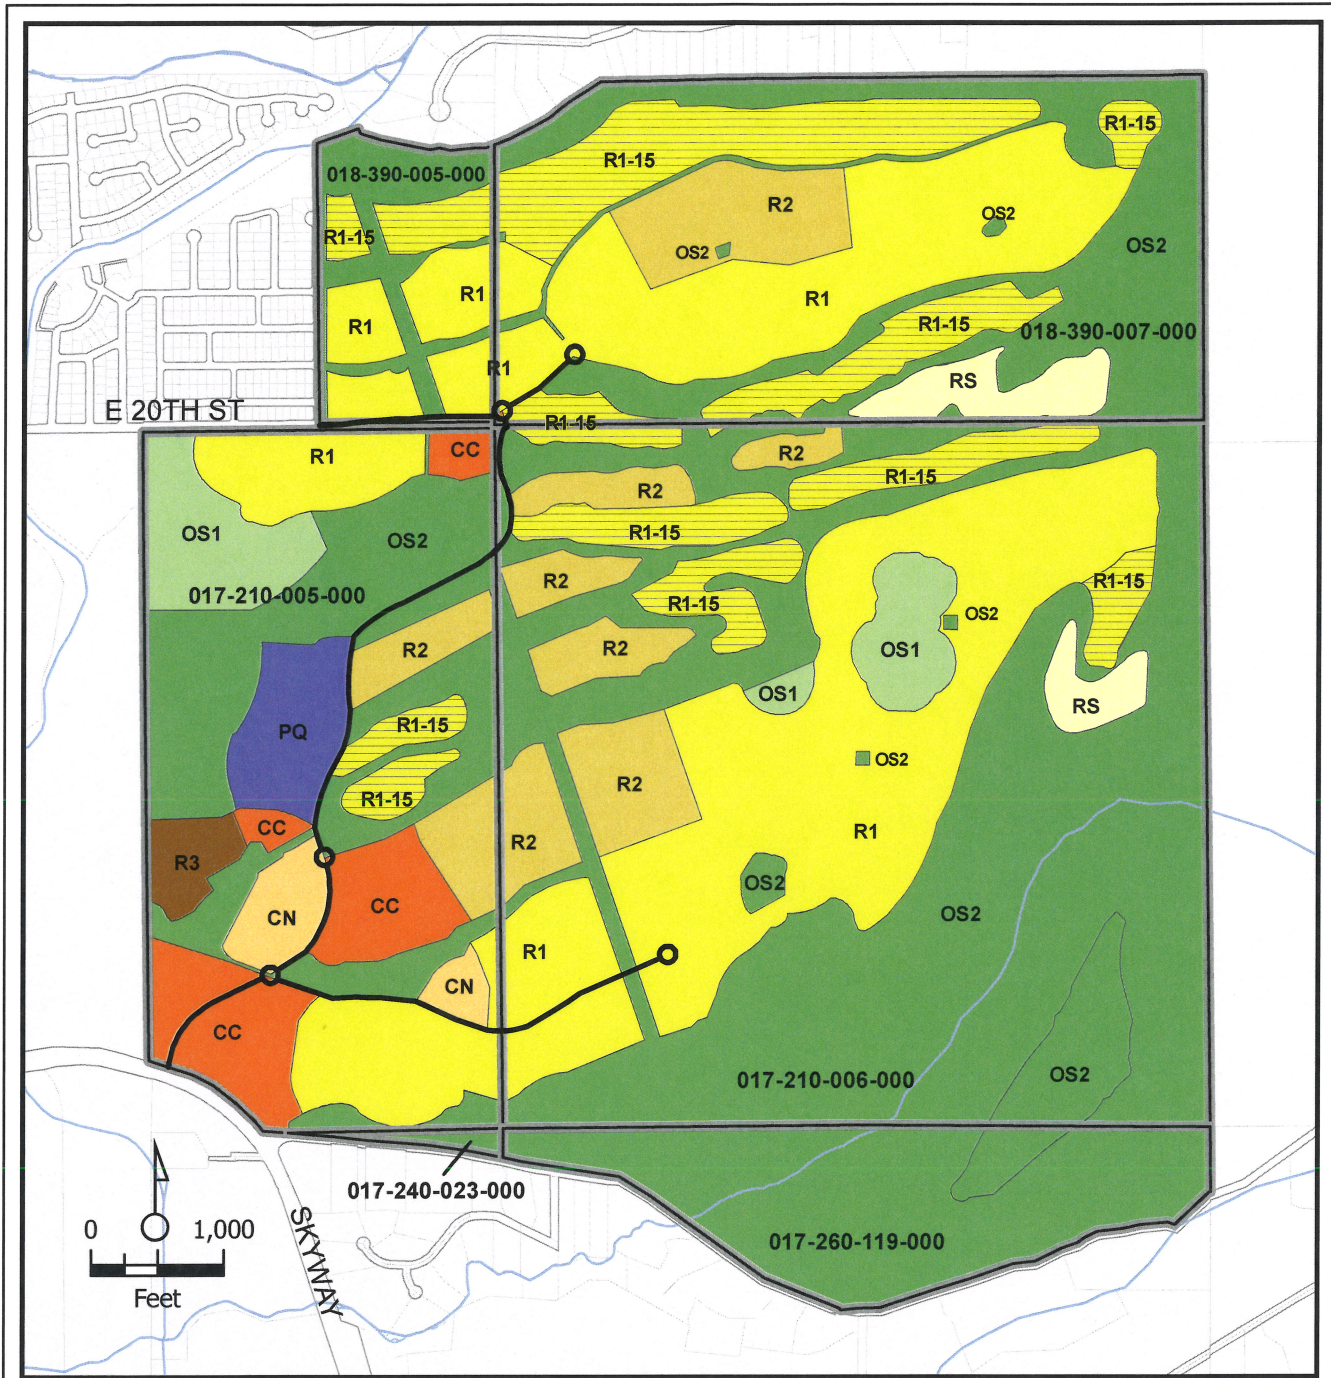 R1-15
R1-15
018-390-005-000
R2
OS2
R1-15
OS2
OS2
R1
R1
R1-15
R1
018-390-007-000
R1
RS
E 20TH ST
R1-15
R1
CC
R2
R1-15
R2
OS1
R1-15
OS2
R2
R1-15
017-210-005-000
R1-15
OS2
R2
R2
OS1
OS1
RS
R1-15
PQ
OS2
R2
R1-15
CC
R1
R2
R3
OS2
CC
CN
OS2
R1
CN
CC
OS2
017-210-006-000
017-240-023-000
0 1,000
Feet
SKYWAY
017-260-119-000